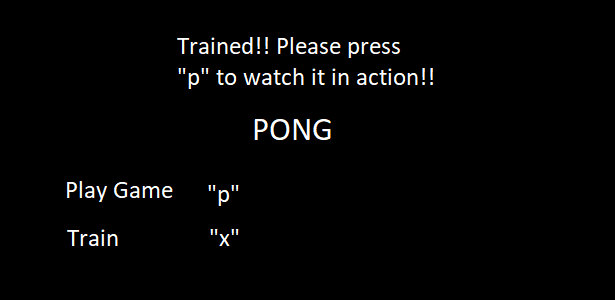 Trained!! Please press
"p" to watch it in action!!
PONG
Play Game "p"
Train "x"